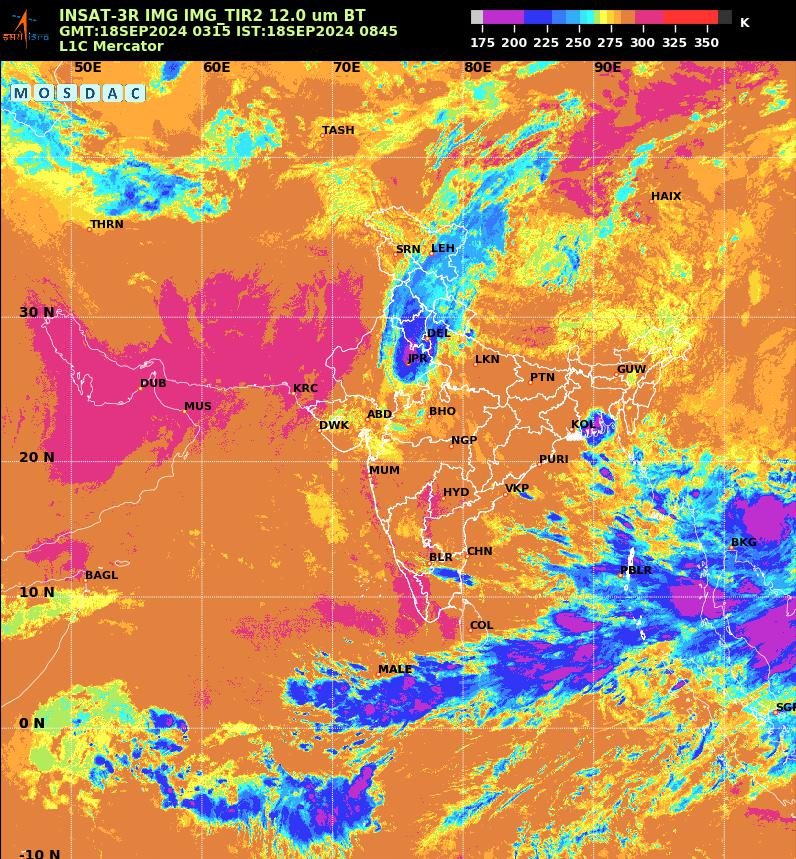 INSAT-3R IMG IMG_TIR2 12.0 um BT
GMT:18SEP2024 0315 IST:18SEP2024 0845
L1C Mercator
K
175 200 225 250 275 300 325 350
50E 60E 70E 80E 90E
MOSDAC
TASH
HAIX
THRN
SRN LEH
30 N
DEL
JPR LKN
GUW
PTN
DUB
KRC
MUS
ABD BHO
DWK KOL
NGP
20 N PURI
MUM
HYD VKP
BKG
BLR CHN
BAGL PBLR
10 N
COL
MALE
SGP
0 N
-10 N